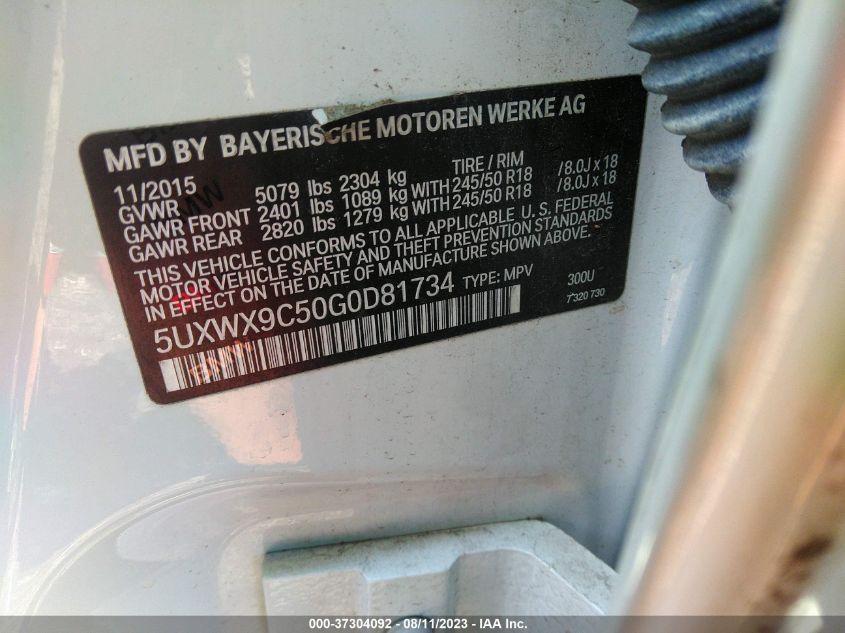 MFD BY BAYERISCHE MOTOREN WERKE AG
11/2015 TIRE / RIM
GVWR 5079 lbs 2304 kg
GAWR FRONT 2401 lbs 1089 kg WITH 245/50 R18 /8.0J x 18
GAWR REAR 2820 lbs 1279 kg WITH 245/50 R18 /8.0J x 18
THIS VEHICLE CONFORMS TO ALL APPLICABLE U.S. FEDERAL
MOTOR VEHICLE SAFETY AND THEFT PREVENTION STANDARDS
IN EFFECT ON THE DATE OF MANUFACTURE SHOWN ABOVE.
5UXWX9C50G0D81734 TYPE: MPV 300U
7320 730
000-37304092 - 08/11/2023 - IAA Inc.